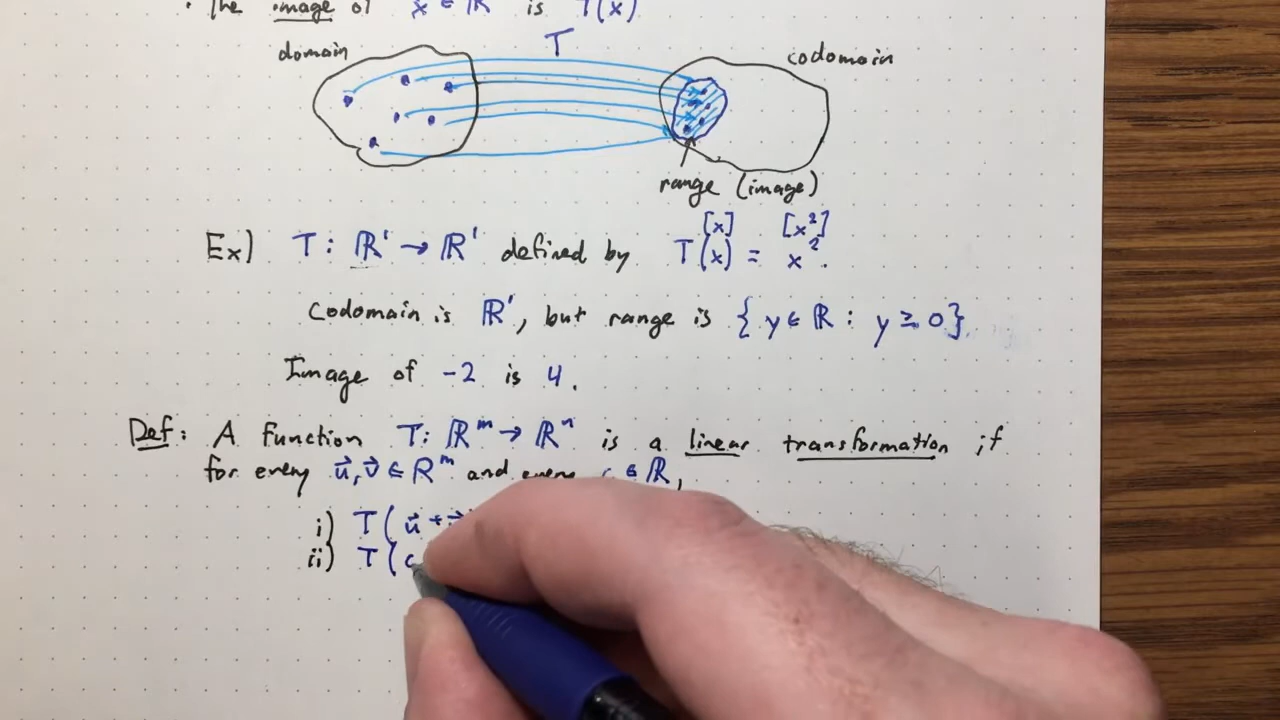 · The image of x ∈ ℝ is T(x)
domain T codomain
range (image)
[x] [x²]
Ex) T: ℝ¹ → ℝ¹ defined by T(x) = x².
Codomain is ℝ¹, but range is { y ∈ ℝ : y ≥ 0}.
Image of -2 is 4.
Def: A function T: ℝᵐ → ℝⁿ is a linear transformation if
for every u⃗, v⃗ ∈ ℝᵐ and every ∈ ℝ,
i) T( u⃗ +
ii) T( c